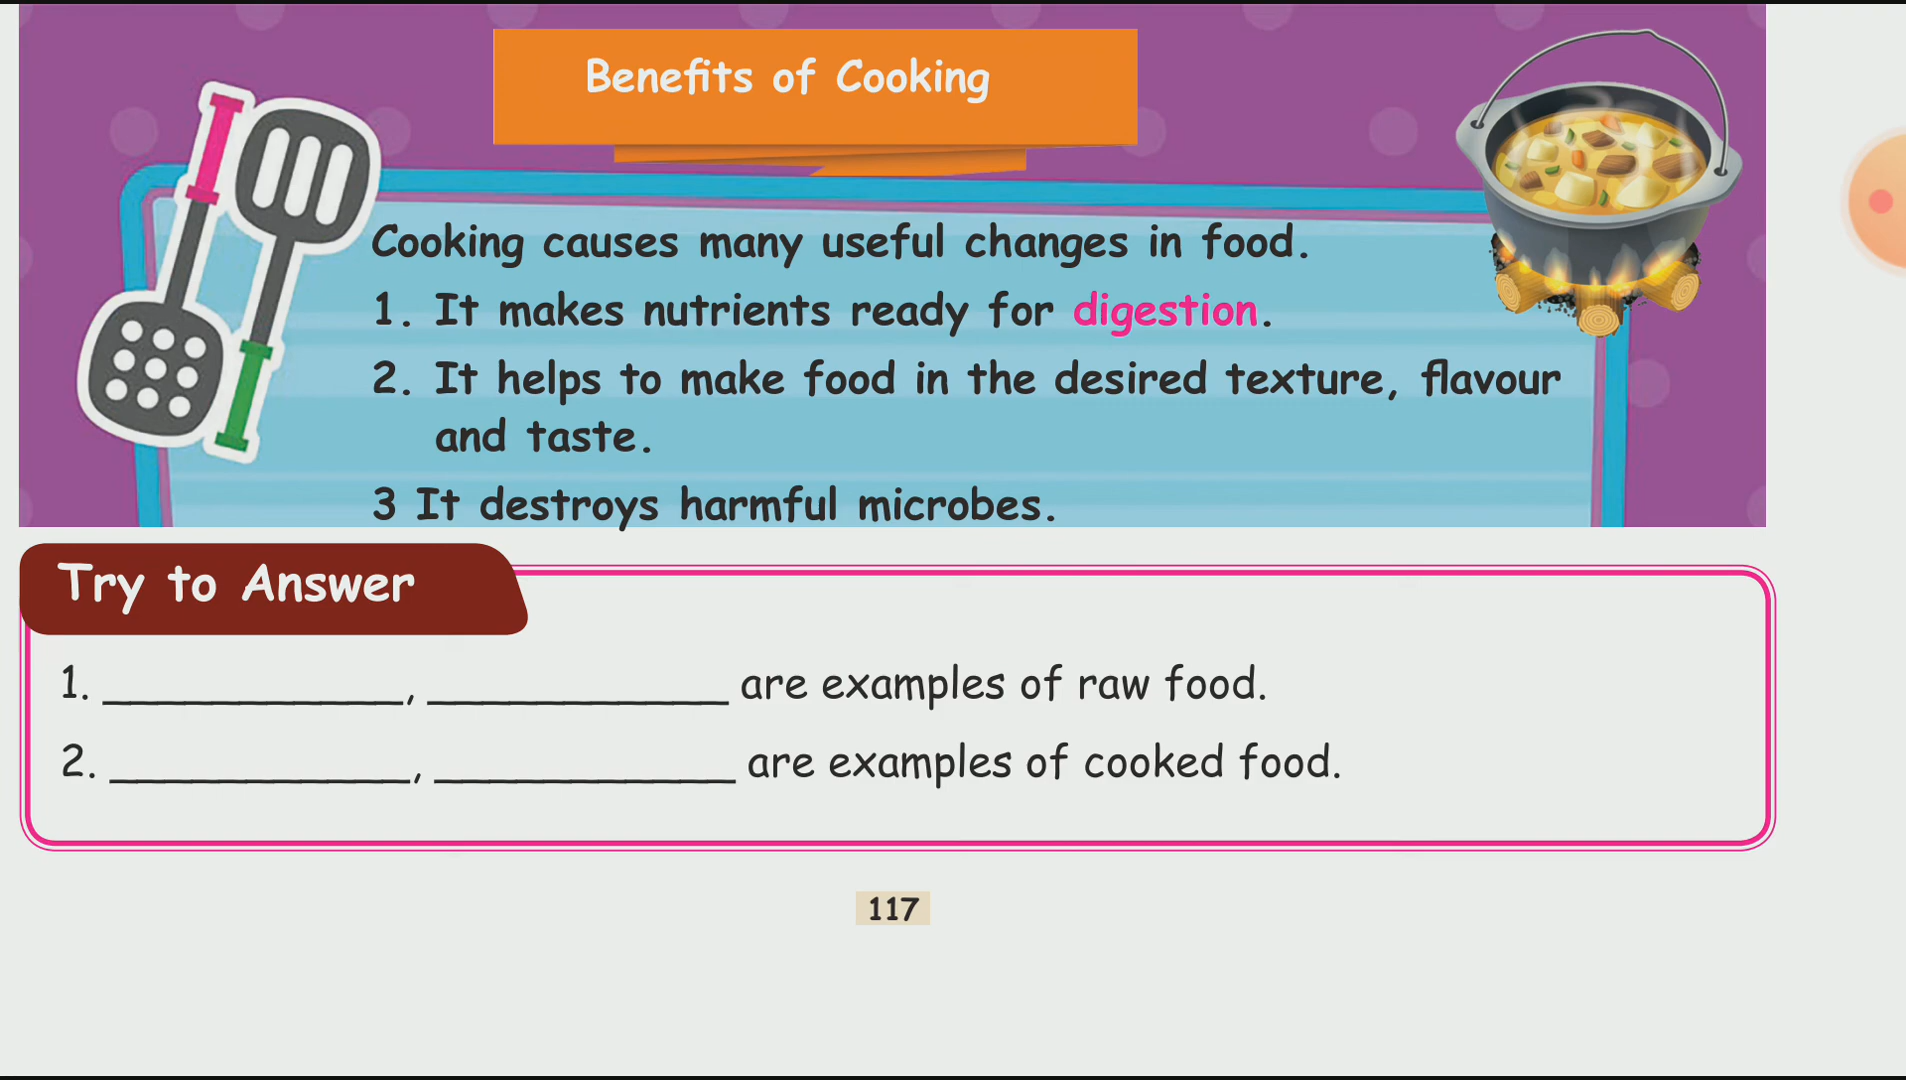 Benefits of Cooking
Cooking causes many useful changes in food.
1. It makes nutrients ready for digestion.
2. It helps to make food in the desired texture, flavour
and taste.
3 It destroys harmful microbes.
Try to Answer
1. ____________, ____________ are examples of raw food.
2. ____________, ____________ are examples of cooked food.
117